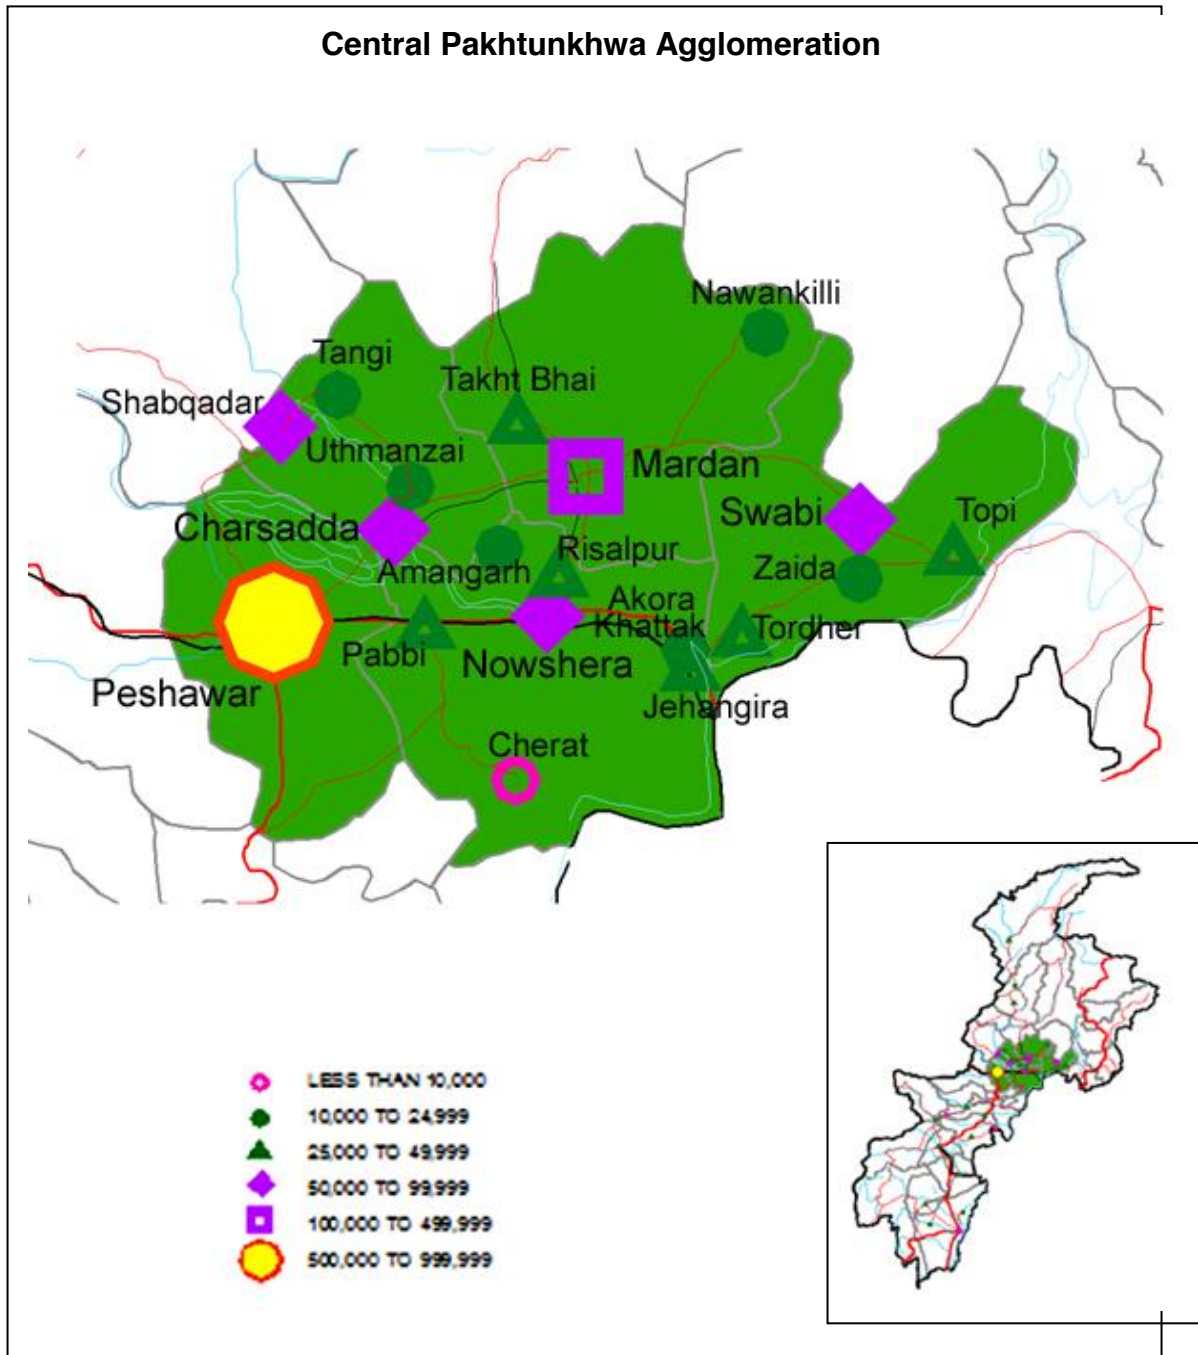 Central Pakhtunkhwa Agglomeration
Nawankilli
Tangi
Takht Bhai
Shabqadar
Uthmanzai
Mardan
Charsadda
Swabi
Topi
Risalpur
Amangarh
Zaida
Akora
Khattak
Tordher
Pabbi
Nowshera
Peshawar
Jehangira
Cherat
LESS THAN 10,000
10,000 TO 24,999
25,000 TO 49,999
50,000 TO 99,999
100,000 TO 499,999
500,000 TO 999,999